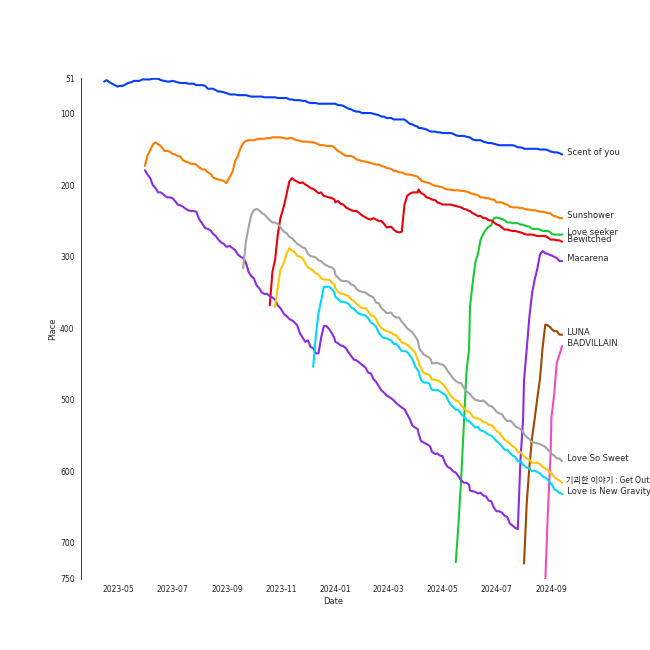 51
100
200
300
400
500
600
700
750
Place
2023-05
2023-07
2023-09
2023-11
2024-01
2024-03
2024-05
2024-07
2024-09
Date
Scent of you
Sunshower
Love seeker
Bewitched
Macarena
LUNA
BADVILLAIN
Love So Sweet
기괴한 이야기 : Get Out
Love is New Gravity